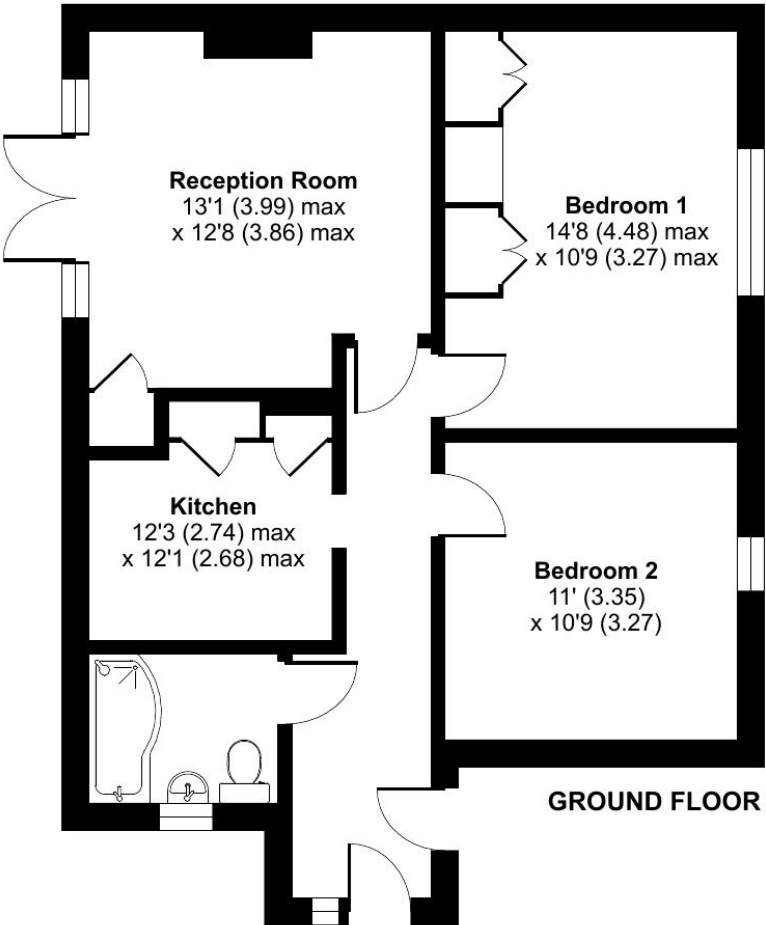 Reception Room
13'1 (3.99) max
x 12'8 (3.86) max
Bedroom 1
14'8 (4.48) max
x 10'9 (3.27) max
Kitchen
12'3 (2.74) max
x 12'1 (2.68) max
Bedroom 2
11' (3.35)
x 10'9 (3.27)
GROUND FLOOR